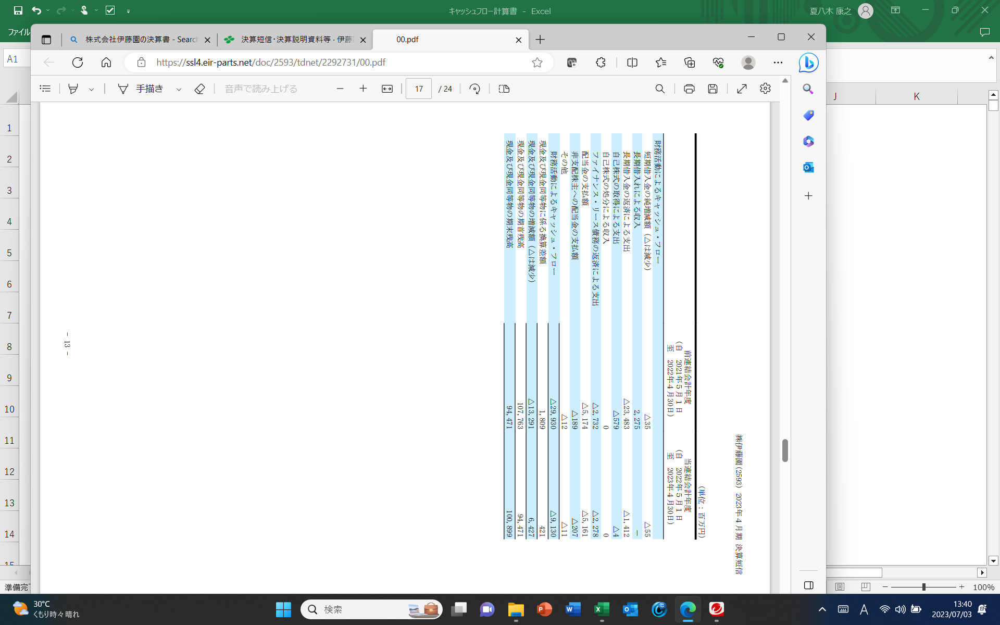 キャッシュフロー計算書 - Excel
夏八木 康之
ファイル
株式会社伊藤園の決算書 - Search
決算短信・決算説明資料等 - 伊藤
00.pdf
A1
https://ssl4.eir-parts.net/doc/2593/tdnet/2292731/00.pdf
手描き
音声で読み上げる
17
/ 24
J
K
1
2
3
4
5
6
7
8
9
10
11
12
13
14
15
㈱伊藤園(2593) 2023年4月期 決算短信
(単位:百万円)
前連結会計年度
(自 2021年5月1日
至 2022年4月30日)
当連結会計年度
(自 2022年5月1日
至 2023年4月30日)
財務活動によるキャッシュ・フロー
短期借入金の純増減額(△は減少) △35 △55
長期借入れによる収入 2,275 -
長期借入金の返済による支出 △23,483 △1,412
自己株式の取得による支出 △579 △4
自己株式の処分による収入 0 0
ファイナンス・リース債務の返済による支出 △2,732 △2,278
配当金の支払額 △5,174 △5,161
非支配株主への配当金の支払額 △189 △207
その他 △12 △11
財務活動によるキャッシュ・フロー △29,930 △9,130
現金及び現金同等物に係る換算差額 1,809 421
現金及び現金同等物の増減額(△は減少) △13,291 6,427
現金及び現金同等物の期首残高 107,763 94,471
現金及び現金同等物の期末残高 94,471 100,899
- 13 -
準備完了
100%
30℃
くもり時々晴れ
検索
A
13:40
2023/07/03